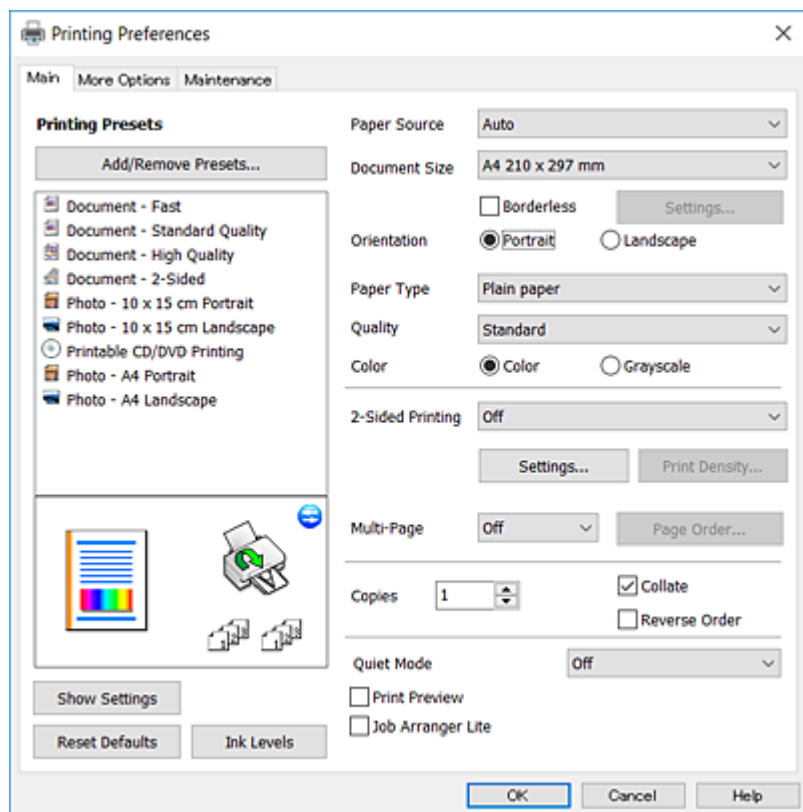 Printing Preferences
Main More Options Maintenance
Printing Presets
Add/Remove Presets...
Document - Fast
Document - Standard Quality
Document - High Quality
Document - 2-Sided
Photo - 10 x 15 cm Portrait
Photo - 10 x 15 cm Landscape
Printable CD/DVD Printing
Photo - A4 Portrait
Photo - A4 Landscape
Show Settings
Reset Defaults Ink Levels
Paper Source Auto
Document Size A4 210 x 297 mm
Borderless Settings...
Orientation Portrait Landscape
Paper Type Plain paper
Quality Standard
Color Color Grayscale
2-Sided Printing Off
Settings... Print Density...
Multi-Page Off Page Order...
Copies 1 Collate
Reverse Order
Quiet Mode Off
Print Preview
Job Arranger Lite
OK Cancel Help